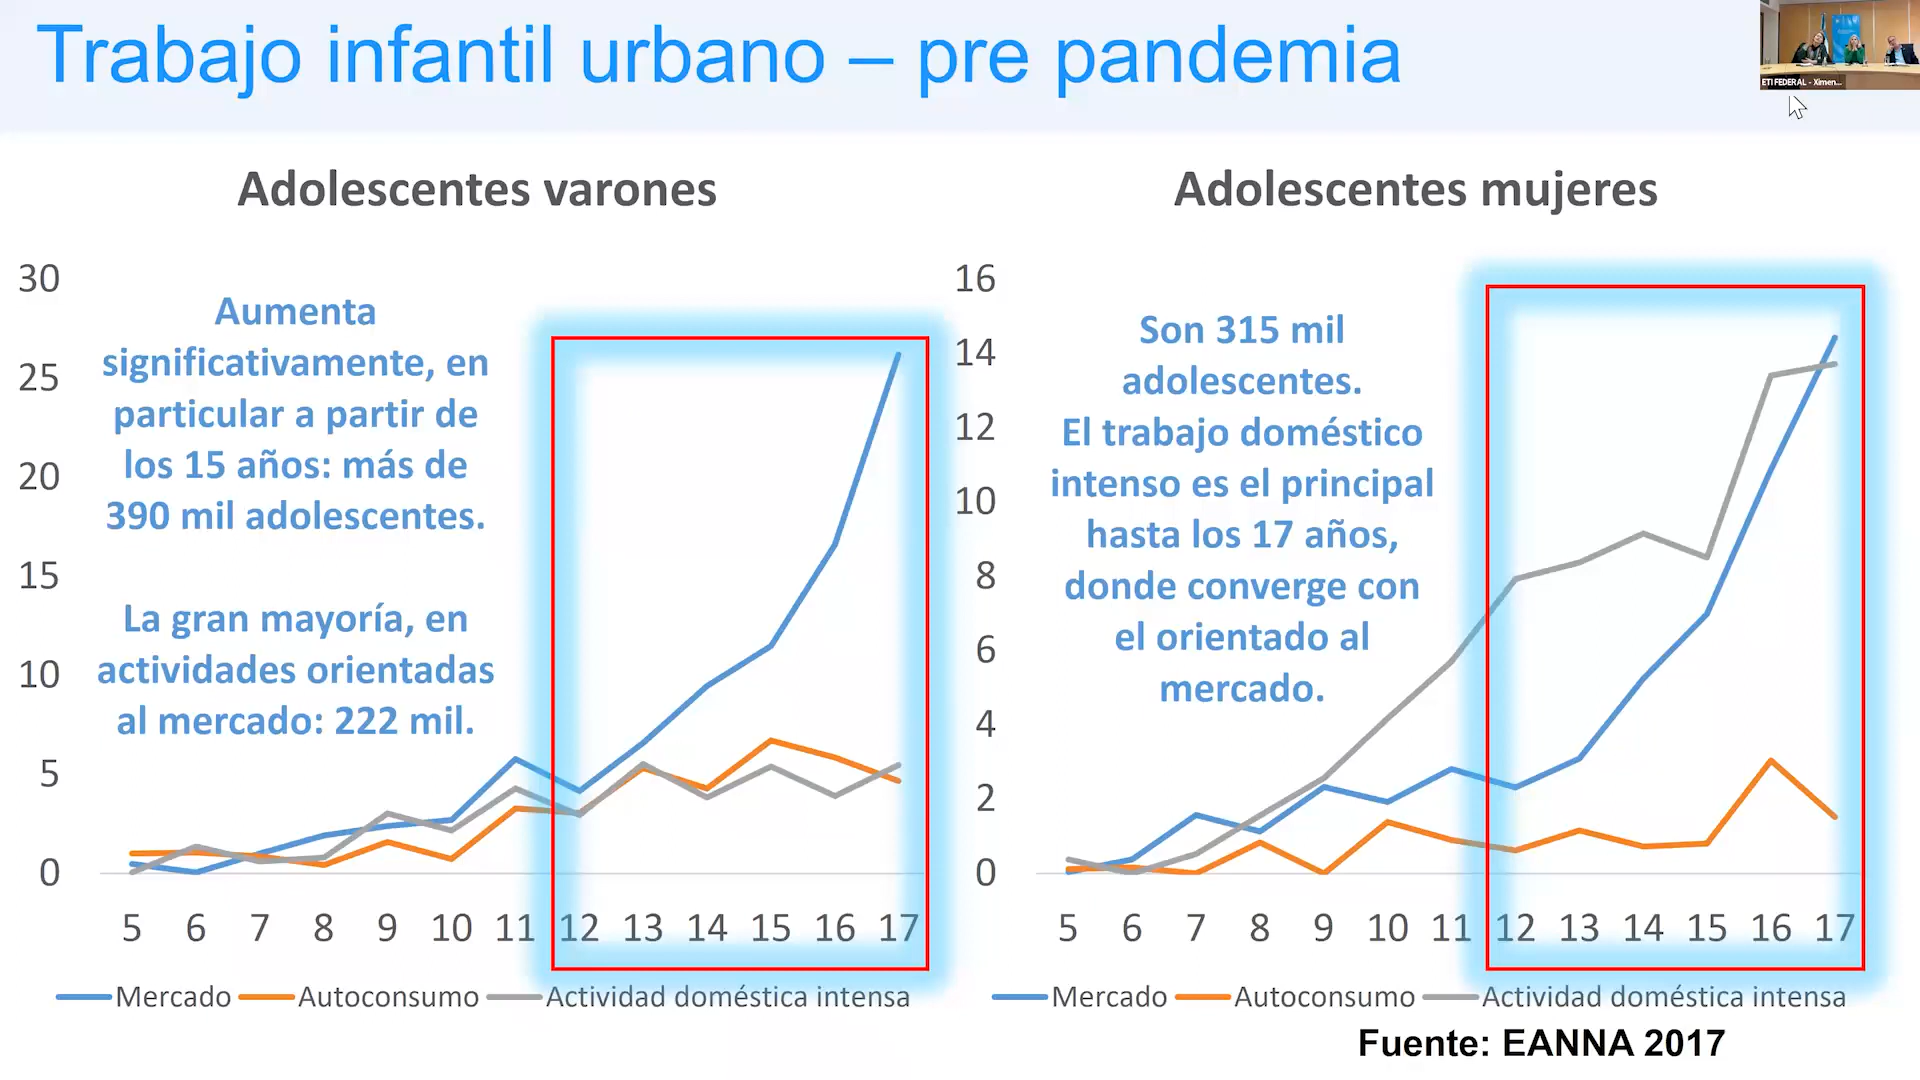 Trabajo infantil urbano – pre pandemia
ETI FEDERAL - Ximen...
Adolescentes varones
30
25
20
15
10
5
0
Aumenta
significativamente, en
particular a partir de
los 15 años: más de
390 mil adolescentes.
La gran mayoría, en
actividades orientadas
al mercado: 222 mil.
5 6 7 8 9 10 11 12 13 14 15 16 17
Mercado Autoconsumo Actividad doméstica intensa
Adolescentes mujeres
16
14
12
10
8
6
4
2
0
Son 315 mil
adolescentes.
El trabajo doméstico
intenso es el principal
hasta los 17 años,
donde converge con
el orientado al
mercado.
5 6 7 8 9 10 11 12 13 14 15 16 17
Mercado Autoconsumo Actividad doméstica intensa
Fuente: EANNA 2017